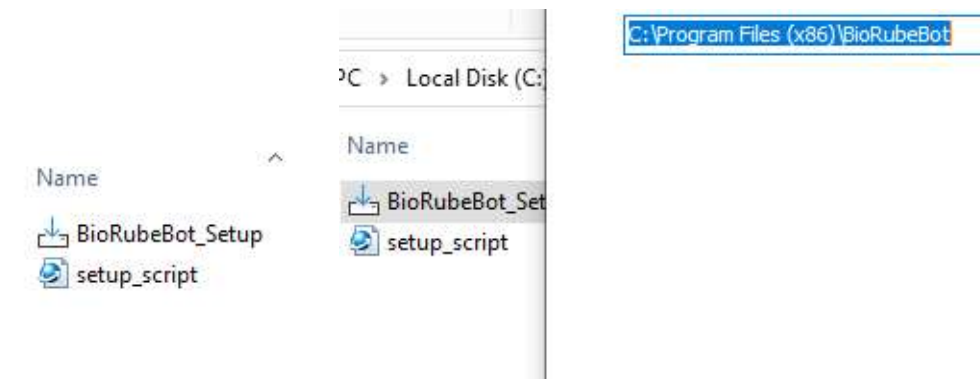 Name
BioRubeBot_Setup
setup_script
PC > Local Disk (C:)
Name
BioRubeBot_Set
setup_script
C:\Program Files (x86)\BioRubeBot